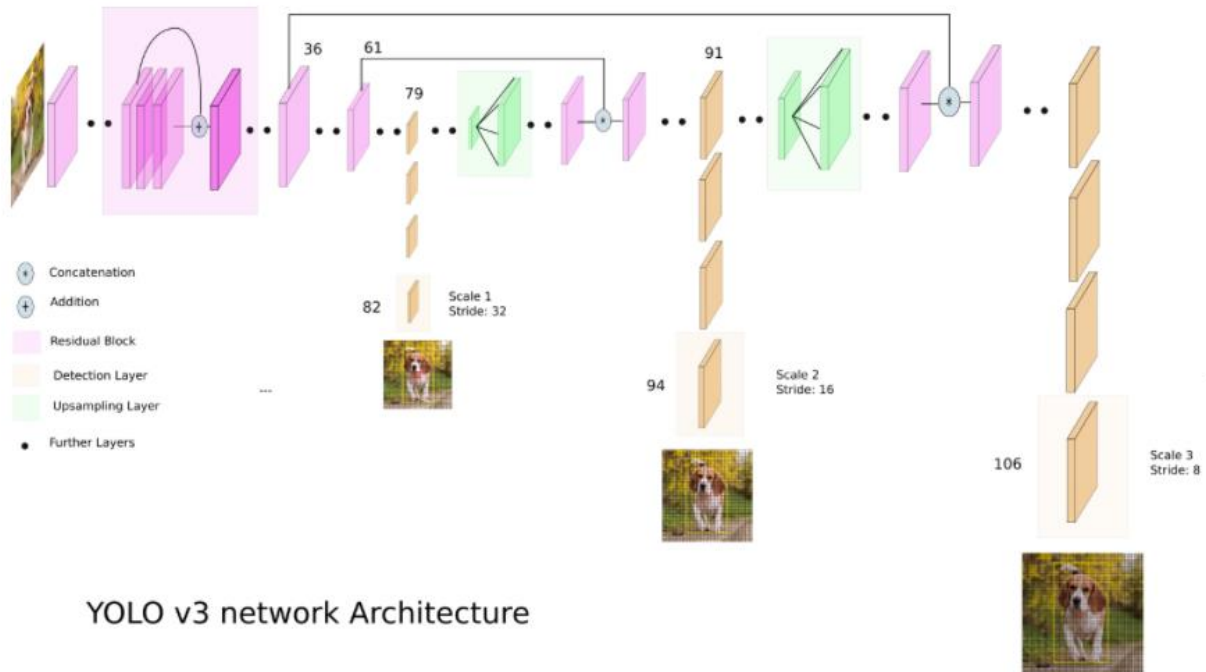 36
61
91
79
Concatenation
Addition
Residual Block
Detection Layer
Upsampling Layer
Further Layers
...
82
Scale 1
Stride: 32
94
Scale 2
Stride: 16
106
Scale 3
Stride: 8
YOLO v3 network Architecture